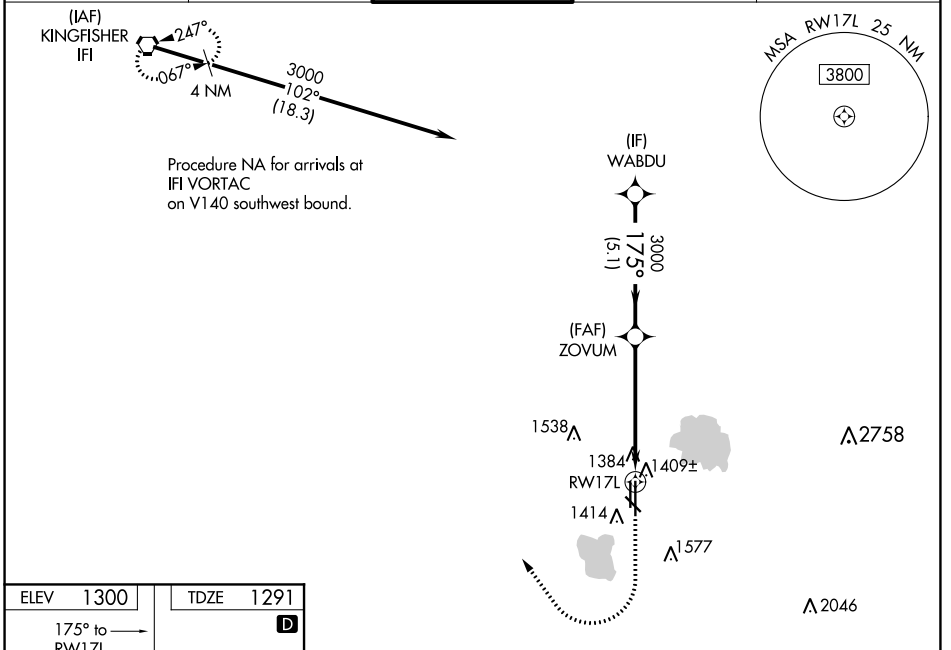 (IAF)
KINGFISHER
IFI
247°
067°
4 NM
3000
102°
(18.3)
Procedure NA for arrivals at
IFI VORTAC
on V140 southwest bound.
MSA RW17L 25 NM
3800
(IF)
WABDU
3000
175°
(5.1)
(FAF)
ZOVUM
1538
2758
1384
1409±
RW17L
1414
1577
2046
ELEV 1300
TDZE 1291
D
175° to
RW17L